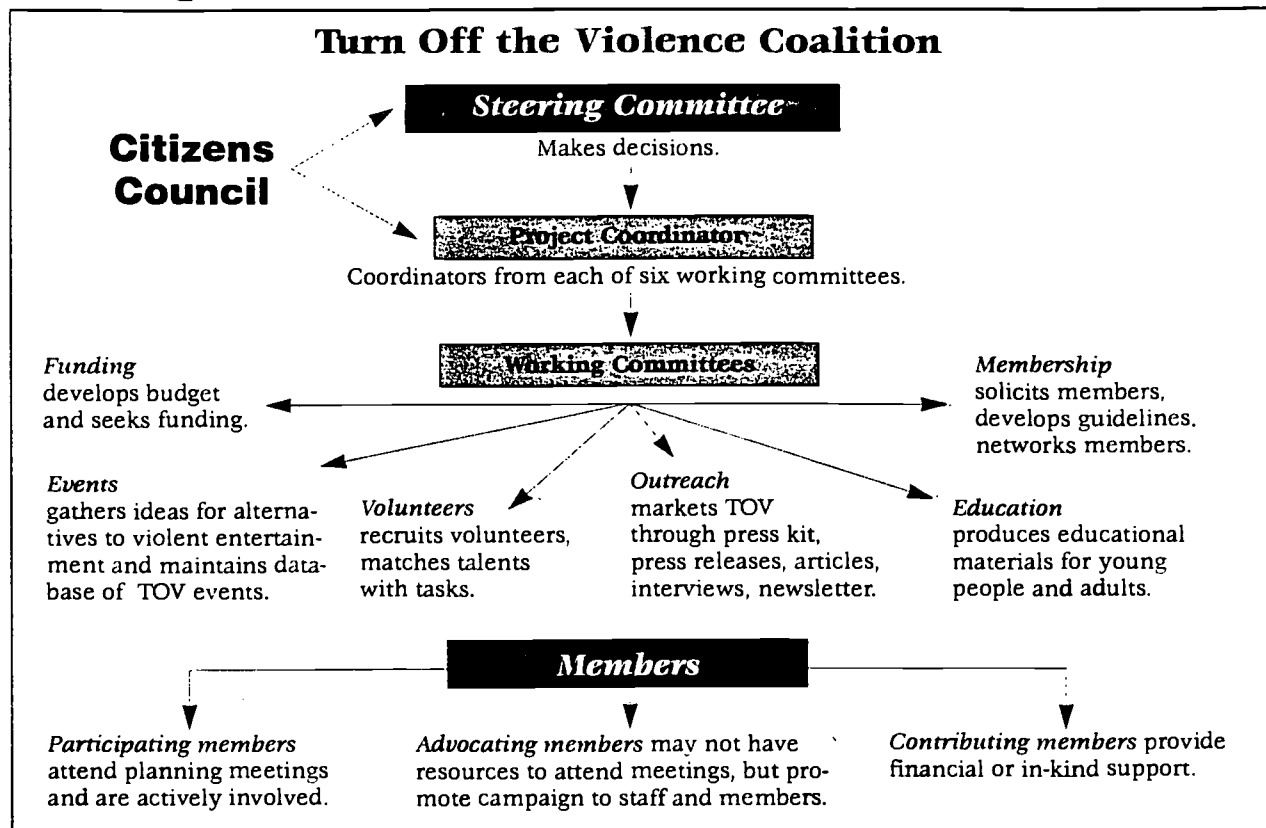 Turn Off the Violence Coalition
Steering Committee
Makes decisions.
Citizens
Council
Project Coordinator
Coordinators from each of six working committees.
Working Committees
Funding
develops budget
and seeks funding.
Membership
solicits members,
develops guidelines.
networks members.
Events
gathers ideas for alterna-
tives to violent entertain-
ment and maintains data-
base of TOV events.
Volunteers
recruits volunteers,
matches talents
with tasks.
Outreach
markets TOV
through press kit,
press releases, articles,
interviews, newsletter.
Education
produces educational
materials for young
people and adults.
Members
Participating members
attend planning meetings
and are actively involved.
Advocating members may not have
resources to attend meetings, but pro-
mote campaign to staff and members.
Contributing members provide
financial or in-kind support.